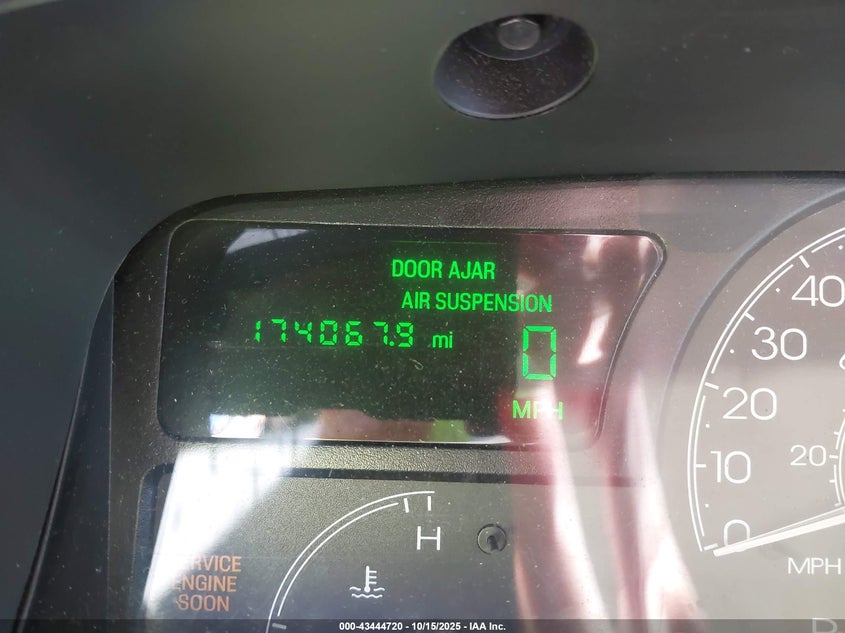 DOOR AJAR
AIR SUSPENSION
174067.9 mi
0
MPH
40
30
20
10
0
20
MPH
H
SERVICE
ENGINE
SOON
000-43444720 - 10/15/2025 - IAA Inc.